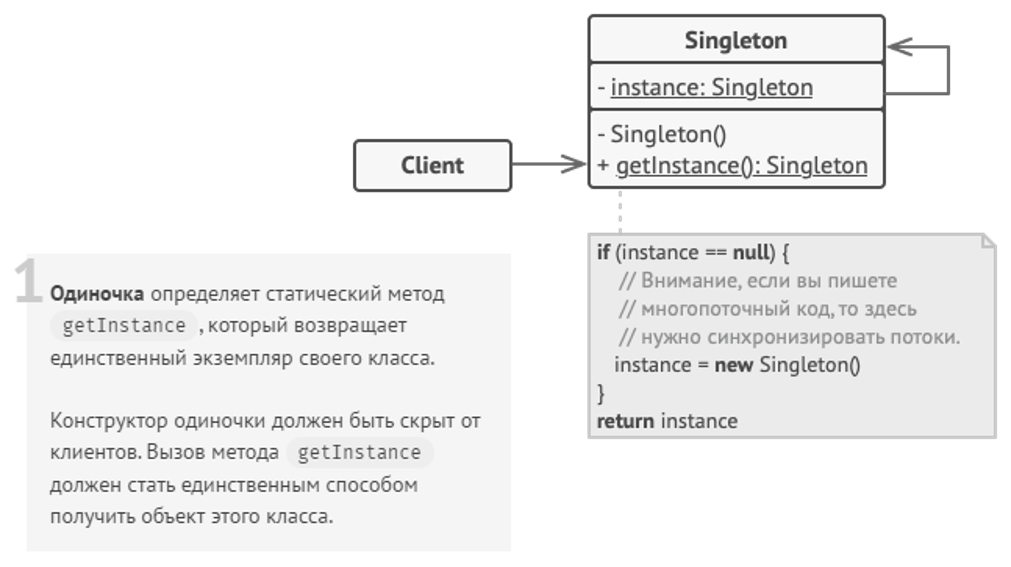 Singleton
- instance: Singleton
- Singleton()
+ getInstance(): Singleton
Client
if (instance == null) {
// Внимание, если вы пишете
// многопоточный код, то здесь
// нужно синхронизировать потоки.
instance = new Singleton()
}
return instance
1
Одиночка определяет статический метод
getInstance , который возвращает
единственный экземпляр своего класса.
Конструктор одиночки должен быть скрыт от
клиентов. Вызов метода getInstance
должен стать единственным способом
получить объект этого класса.